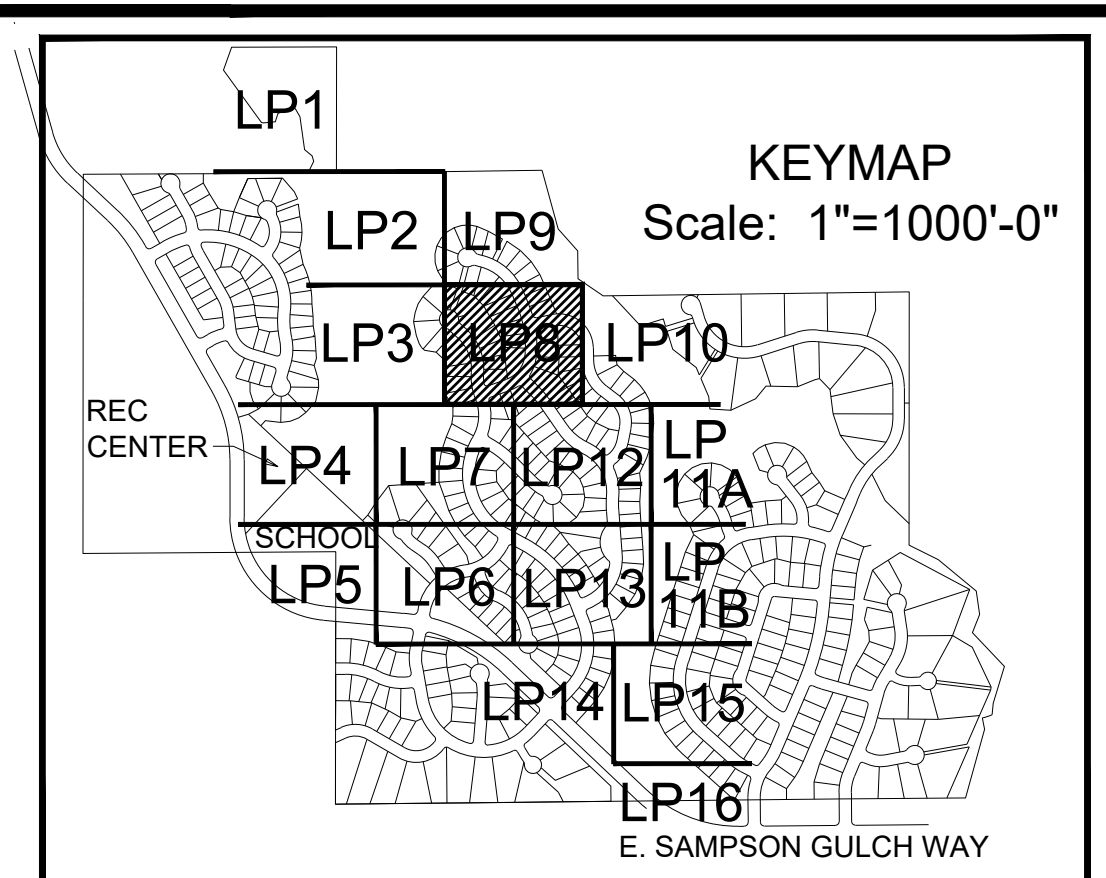 LP1
KEYMAP
Scale: 1"=1000'-0"
LP2
LP9
LP3
LP8
LP10
REC
CENTER
LP4
LP7
LP12
LP
11A
SCHOOL
LP5
LP6
LP13
LP
11B
LP14
LP15
LP16
E. SAMPSON GULCH WAY